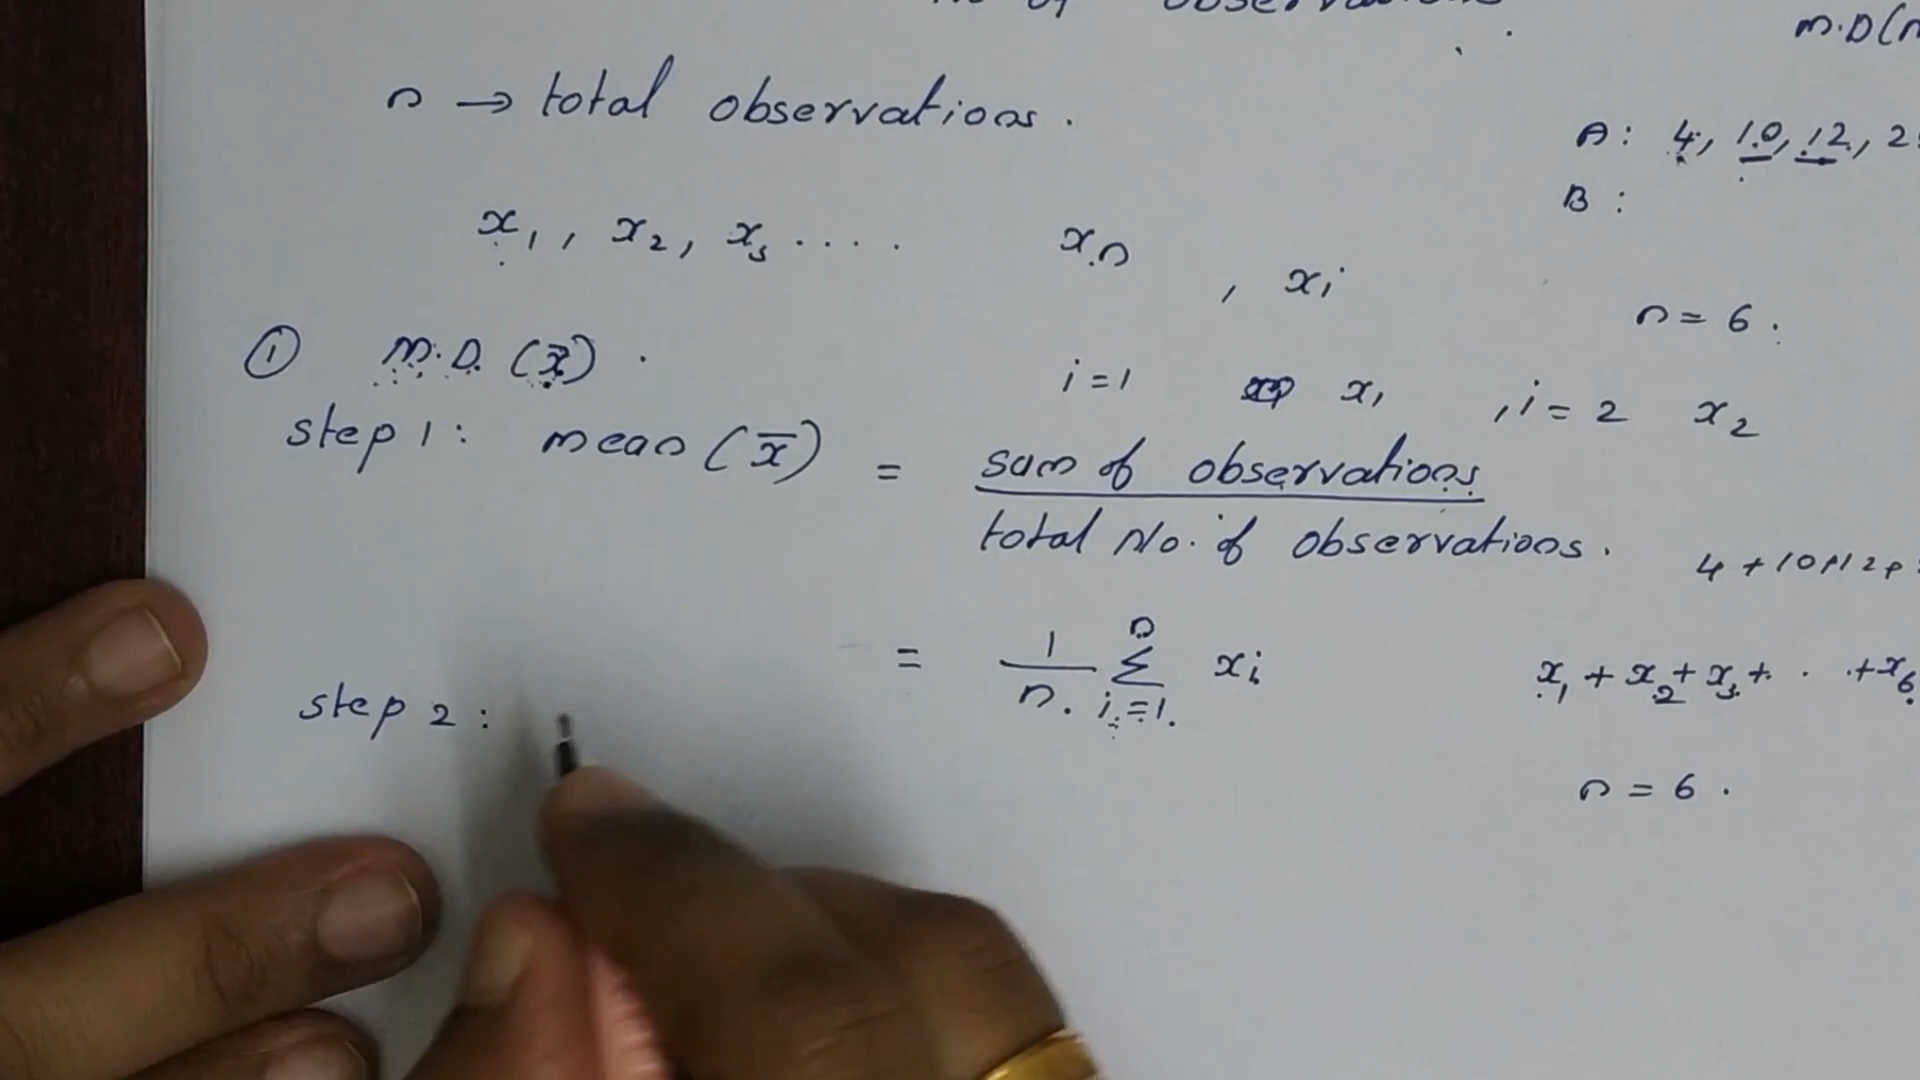 observations
m.D(
n → total observations.
A: 4, 10, 12, 2
B :
x₁, x₂, x₃ .... xₙ , xi
n = 6.
① M.D. (x̄).
i = 1 x₁ , i = 2 x₂
step 1: mean (x̄) = sum of observations
total No. of observations.
4 + 10 + 12 +
= 1/n Σ i=1 n xi
x₁ + x₂ + x₃ + . . + x₆
step 2 :
n = 6 .